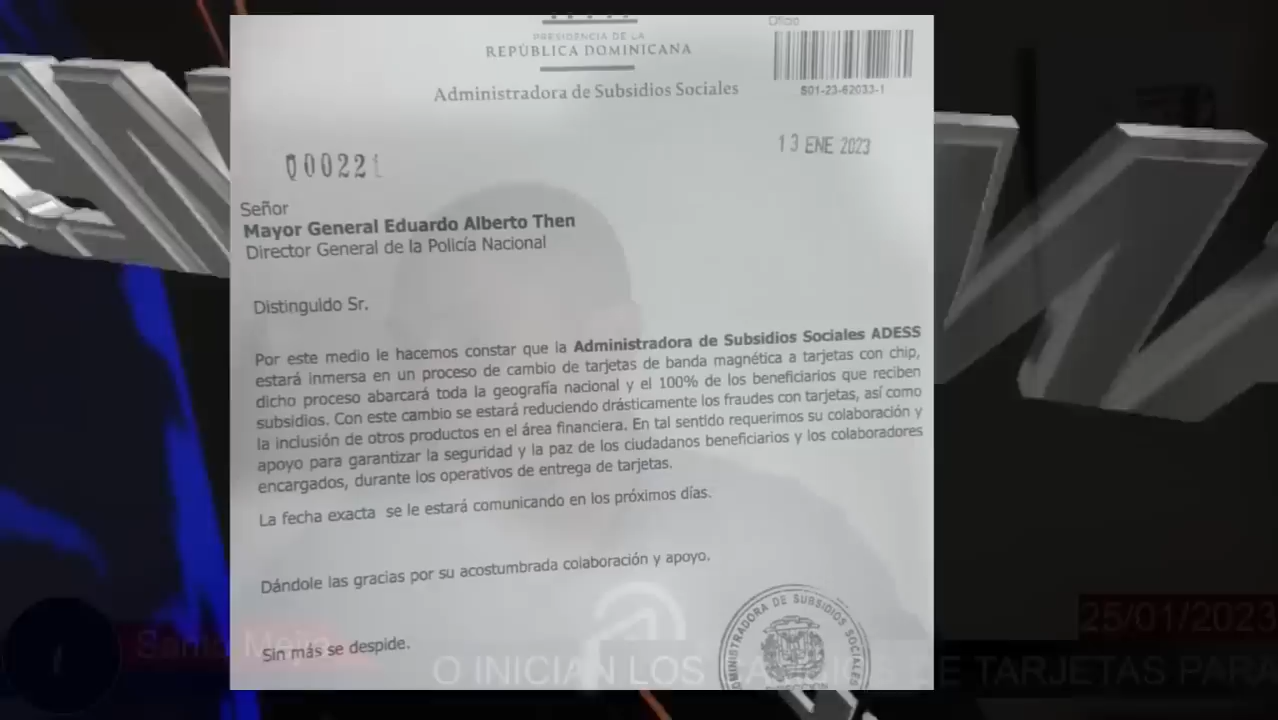 Oficio
PRESIDENCIA DE LA
REPÚBLICA DOMINICANA
S01-23-62033-1
Administradora de Subsidios Sociales
13 ENE 2023
000221
Señor
Mayor General Eduardo Alberto Then
Director General de la Policía Nacional
Distinguido Sr.
Por este medio le hacemos constar que la Administradora de Subsidios Sociales ADESS
estará inmersa en un proceso de cambio de tarjetas de banda magnética a tarjetas con chip,
dicho proceso abarcará toda la geografía nacional y el 100% de los beneficiarios que reciben
subsidios. Con este cambio se estará reduciendo drásticamente los fraudes con tarjetas, así como
la inclusión de otros productos en el área financiera. En tal sentido requerimos su colaboración y
apoyo para garantizar la seguridad y la paz de los ciudadanos beneficiarios y los colaboradores
encargados, durante los operativos de entrega de tarjetas.
La fecha exacta se le estará comunicando en los próximos días.
Dándole las gracias por su acostumbrada colaboración y apoyo.
Sin más se despide.
ADMINISTRADORA DE SUBSIDIOS SOCIALES
DIRECCION
25/01/2023
O INICIAN LOS CAMBIOS DE TARJETAS PARA